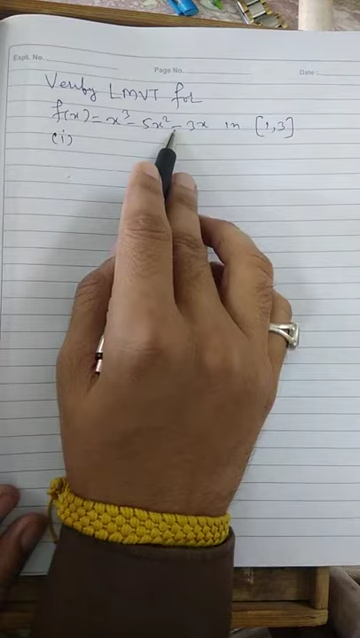 Expt. No.
Page No.
Date :
Verify LMVT for
f(x) = x³ - 5x² - 3x in [1,3]
(i)